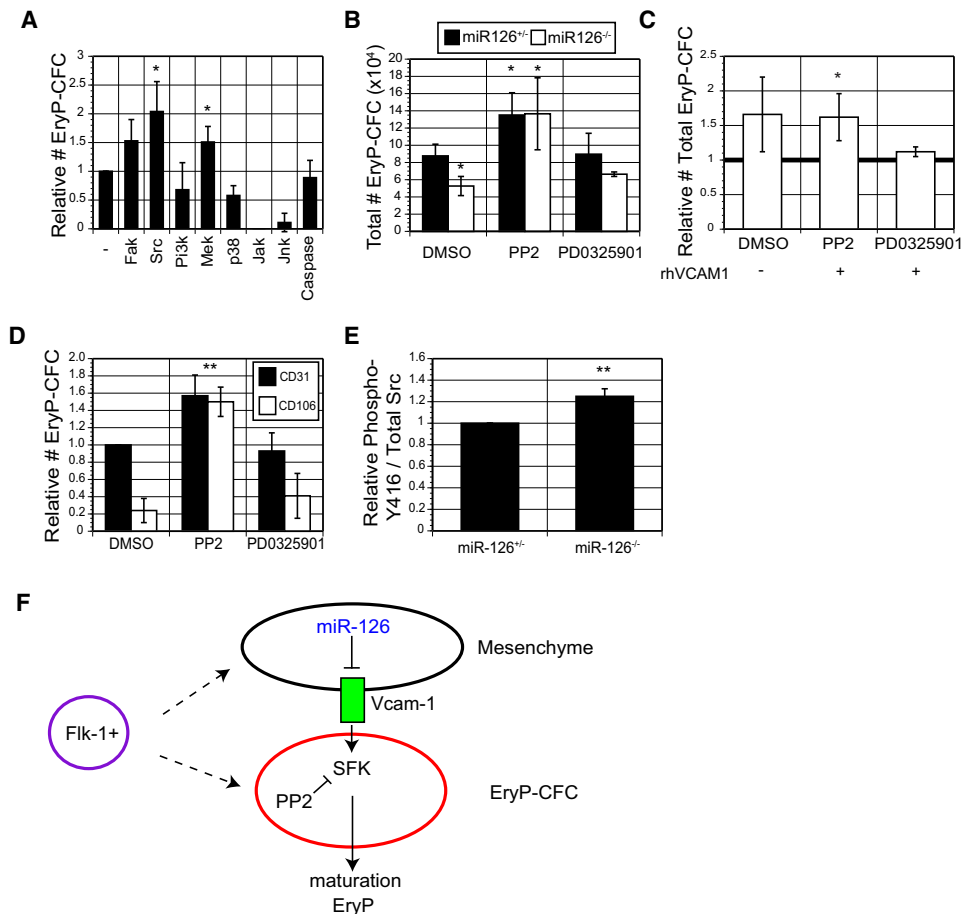 A
Relative # EryP-CFC
3
2.5
2
1.5
1
0.5
0
*
*
-
Fak
Src
Pi3k
Mek
p38
Jak
Jnk
Caspase
B
miR126+/- miR126-/-
Total # EryP-CFC (x10⁴)
20
18
16
14
12
10
8
6
4
2
0
*
* *
DMSO PP2 PD0325901
C
Relative # Total EryP-CFC
2.5
2
1.5
1
0.5
0
*
DMSO PP2 PD0325901
rhVCAM1 - + +
D
Relative # EryP-CFC
2.0
1.8
1.6
1.4
1.2
1.0
0.8
0.6
0.4
0.2
0
**
CD31
CD106
DMSO PP2 PD0325901
E
Relative Phospho-
Y416 / Total Src
1.6
1.4
1.2
1
0.8
0.6
0.4
0.2
0
**
miR-126+/- miR-126-/-
F
miR-126
Mesenchyme
Vcam-1
Flk-1+
SFK
PP2
EryP-CFC
maturation
EryP